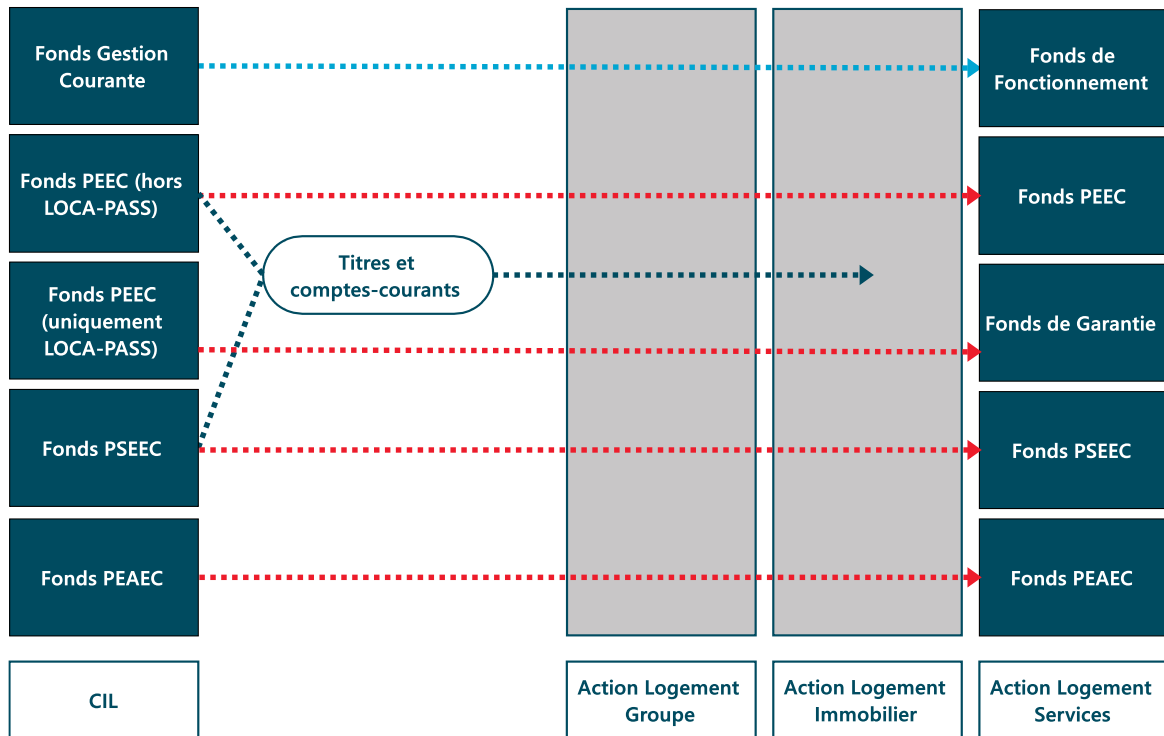 Fonds Gestion
Courante
Fonds de
Fonctionnement
Fonds PEEC (hors
LOCA-PASS)
Fonds PEEC
Titres et
comptes-courants
Fonds PEEC
(uniquement
LOCA-PASS)
Fonds de Garantie
Fonds PSEEC
Fonds PSEEC
Fonds PEAEC
Fonds PEAEC
CIL
Action Logement
Groupe
Action Logement
Immobilier
Action Logement
Services